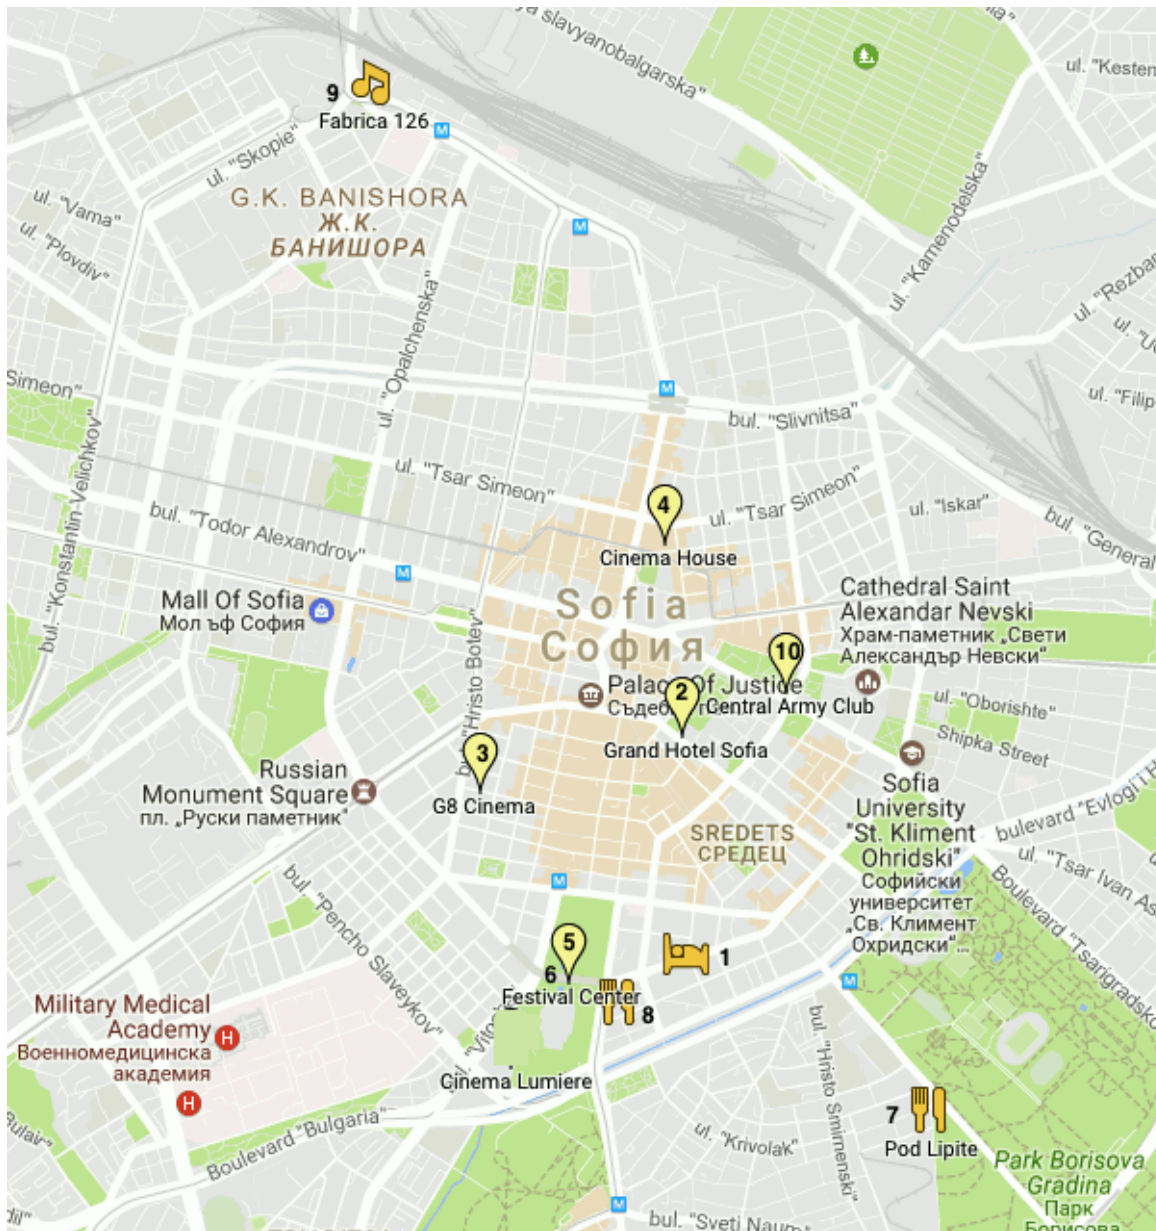 ya slavyanobalgarska"
ul. "Kesten
9
Fabrica 126
M
ul. "Skopie"
ul. "Kamenodelska"
G.K. BANISHORA
Ж.К.
БАНИШОРА
ul. "Vama"
ul. "Plovdiv"
M
ul. "Rezba
ul. "Opalchenska"
Simeon"
M
bul. "Slivnitsa"
ul. "Filip
bul. "Konstantin Velichkov"
ul. "Tsar Simeon"
ul. "Tsar Simeon"
ul. "Iskar"
bul. "Todor Alexandrov"
4
Cinema House
bul. "General
M
Mall Of Sofia
Мол ъф София
Sofia
София
Cathedral Saint
Alexandar Nevski
Храм-паметник „Свети
Александър Невски"
bul. "Hristo Botev"
10
Palace Of Justice
2
Central Army Club
ul. "Oborishte"
Grand Hotel Sofia
Shipka Street
3
G8 Cinema
Russian
Monument Square
пл. „Руски паметник"
Sofia
University
"St. Kliment
Ohridski"
Софийски
университет
„Св. Климент
Охридски"...
bulevard "Evlogi i H
SREDETS
СРЕДЕЦ
ul. "Tsar Ivan As
Boulevard "Tsarigradsko
M
bul. "Pencho Slaveykov"
5
6
Festival Center
1
8
M
Military Medical
Academy
Военномедицинска
академия
H
H
Cinema Lumiere
bul. "Hristo Smirnenski"
7
Pod Lipite
Boulevard "Bulgaria"
ul. "Krivolak"
Park Borisova
Gradina
Парк
Борисова
M
bul. "Sveti Naum"